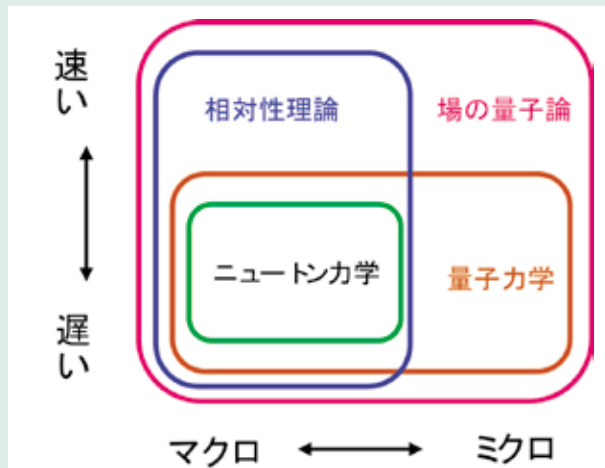 速い
相対性理論
場の量子論
ニュートン力学
量子力学
遅い
マクロ
ミクロ